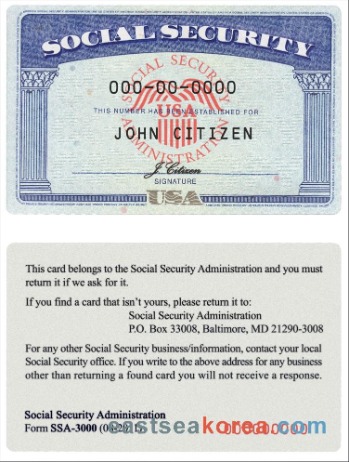 SOCIAL SECURITY
SOCIAL SECURITY ADMINISTRATION
USA
000-00-0000
THIS NUMBER HAS BEEN ESTABLISHED FOR
JOHN CITIZEN
J. Citizen
SIGNATURE
USA
This card belongs to the Social Security Administration and you must
return it if we ask for it.
If you find a card that isn't yours, please return it to:
Social Security Administration
P.O. Box 33008, Baltimore, MD 21290-3008
For any other Social Security business/information, contact your local
Social Security office. If you write to the above address for any business
other than returning a found card you will not receive a response.
Social Security Administration
Form SSA-3000
eastseakorea.com